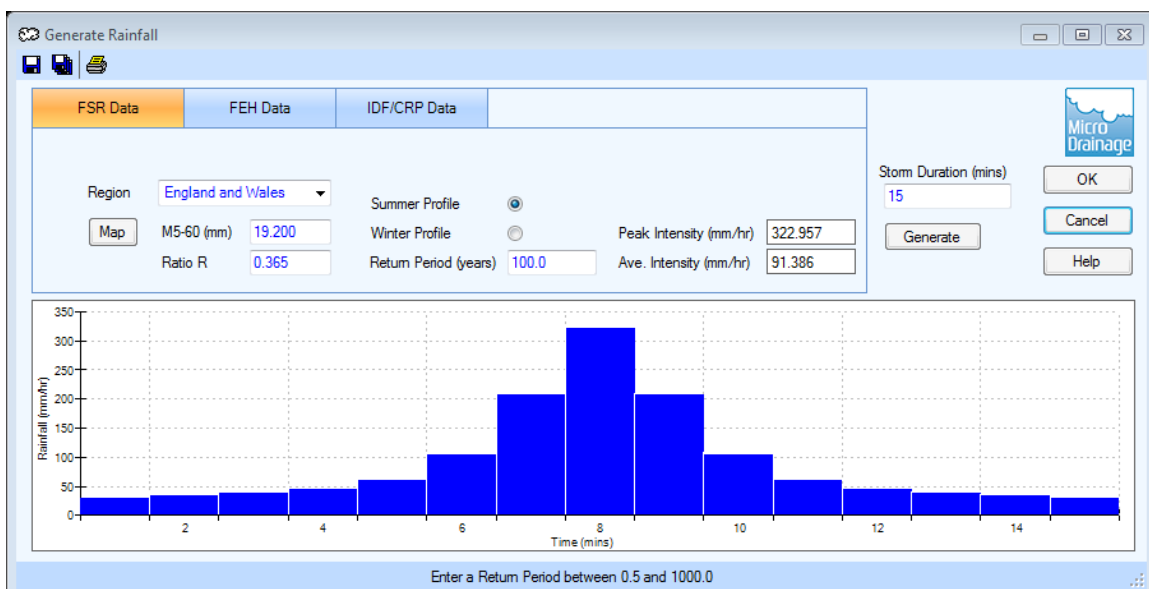 Generate Rainfall
FSR Data FEH Data IDF/CRP Data
Micro
Drainage
Region England and Wales
Summer Profile
Storm Duration (mins)
15
OK
Map M5-60 (mm) 19.200
Winter Profile
Peak Intensity (mm/hr) 322.957
Generate
Cancel
Ratio R 0.365
Return Period (years) 100.0
Ave. Intensity (mm/hr) 91.386
Help
350
300
250
200
150
100
50
0
Rainfall (mm/hr)
2 4 6 8 10 12 14
Time (mins)
Enter a Return Period between 0.5 and 1000.0